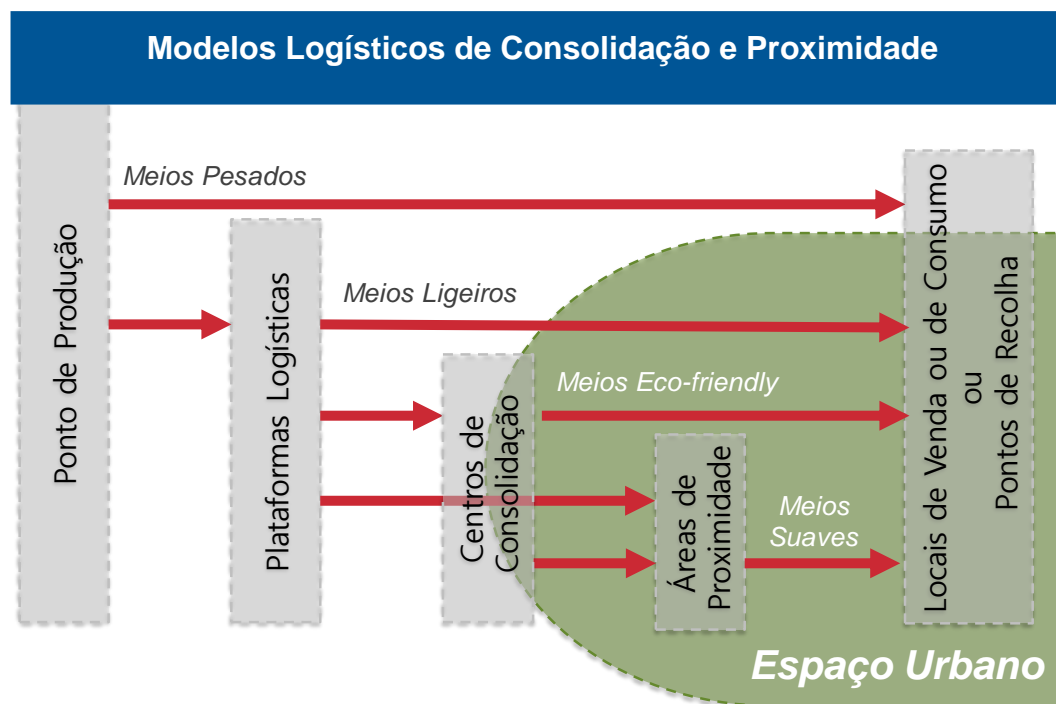 Modelos Logísticos de Consolidação e Proximidade
Meios Pesados
Ponto de Produção
Plataformas Logísticas
Meios Ligeiros
Centros de
Consolidação
Meios Eco-friendly
Áreas de
Proximidade
Meios
Suaves
Locais de Venda ou de Consumo
ou
Pontos de Recolha
Espaço Urbano